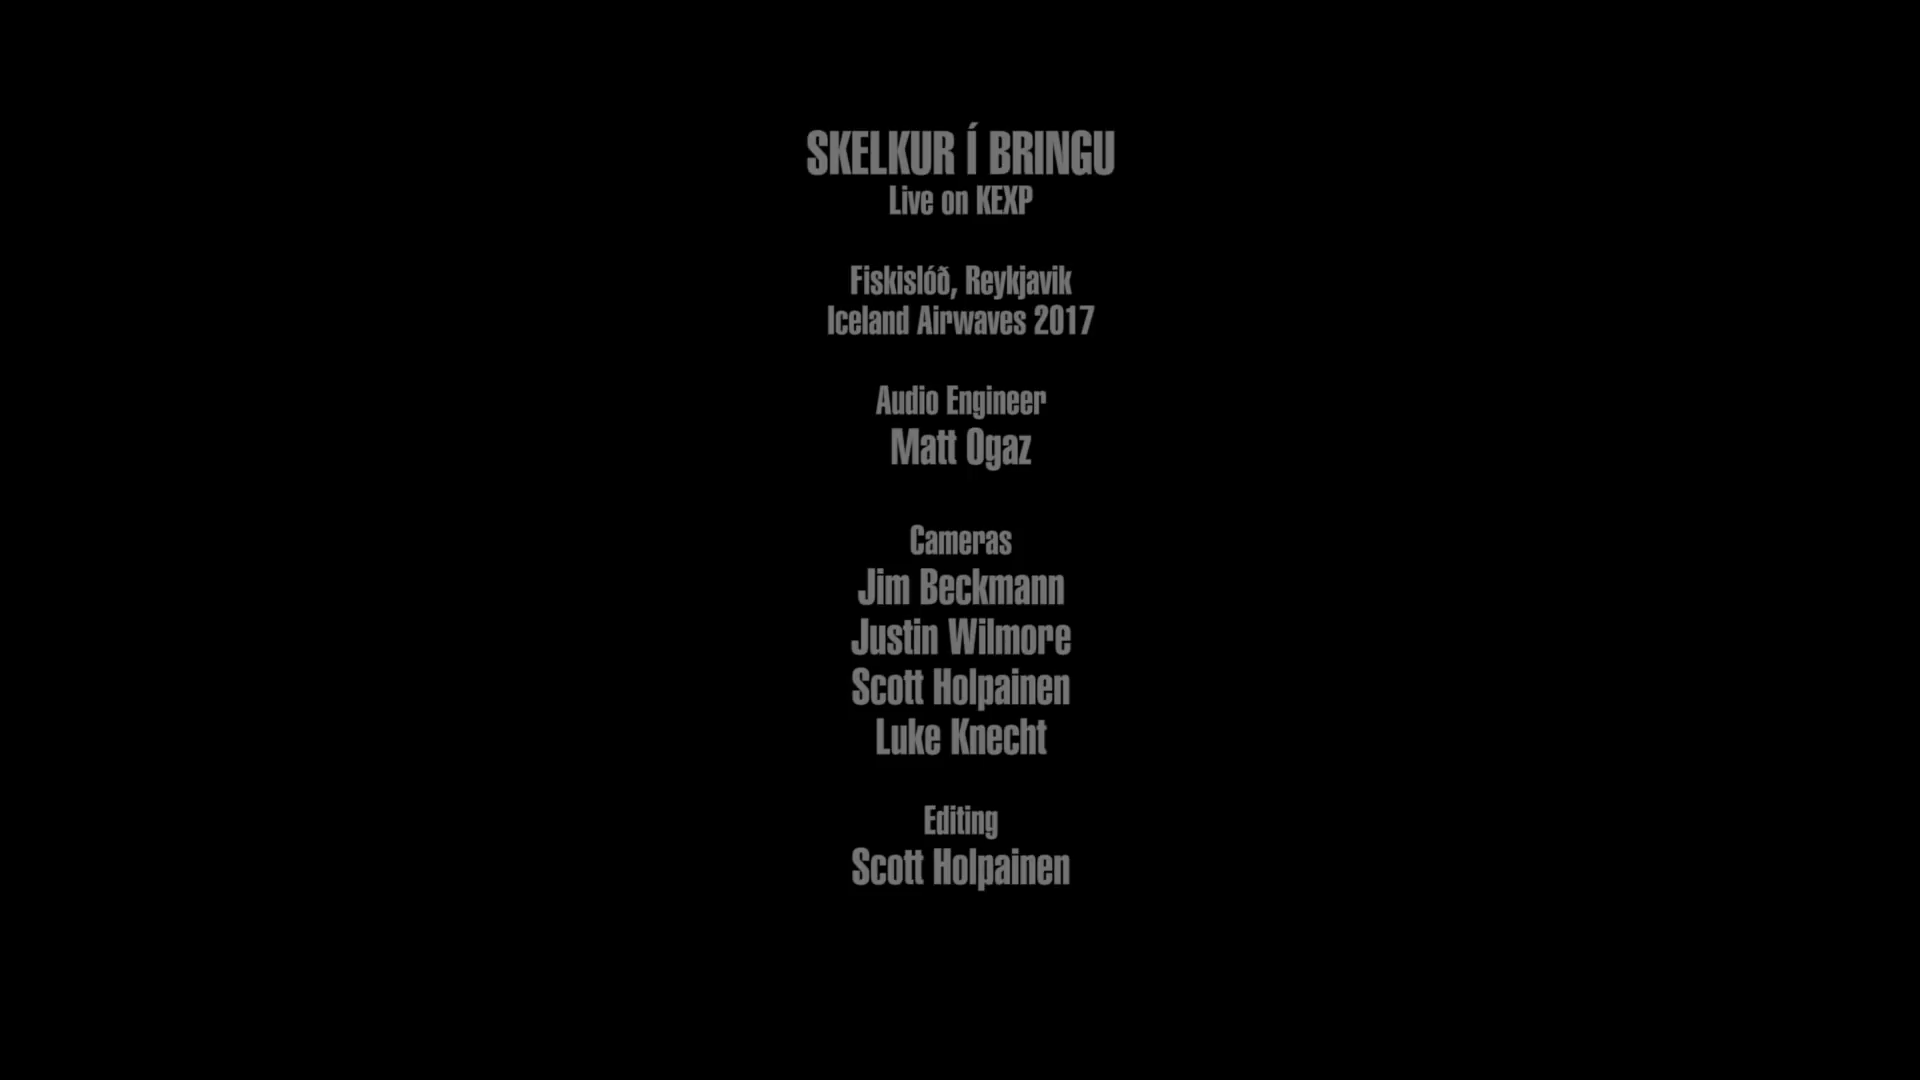 SKELKUR Í BRINGU
Live on KEXP
Fiskislóð, Reykjavik
Iceland Airwaves 2017
Audio Engineer
Matt Ogaz
Cameras
Jim Beckmann
Justin Wilmore
Scott Holpainen
Luke Knecht
Editing
Scott Holpainen